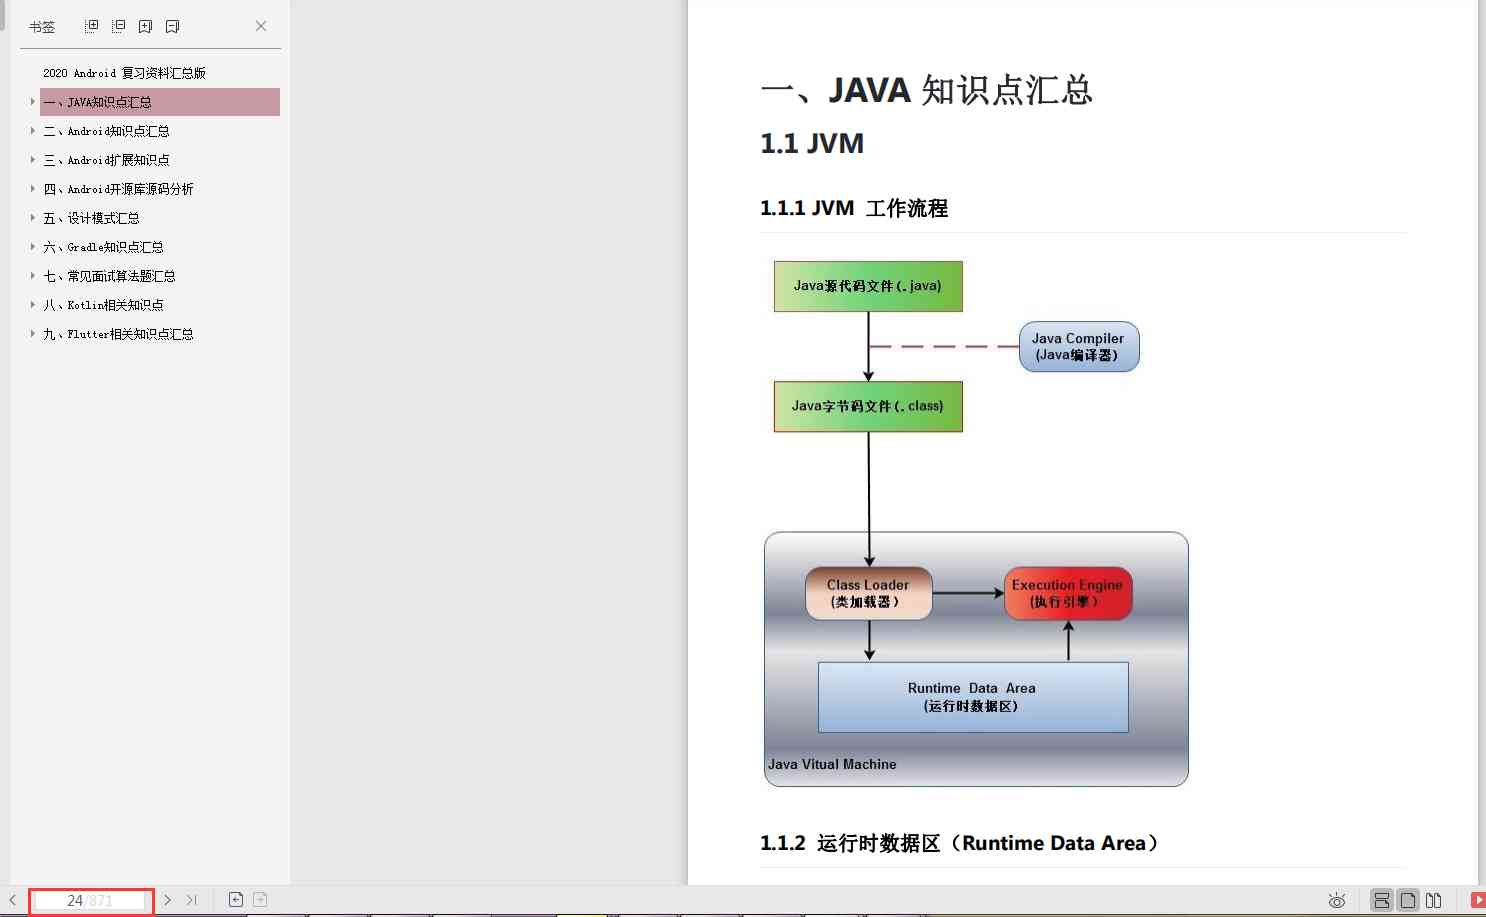 书签
2020 Android 复习资料汇总版
一、JAVA知识点汇总
二、Android知识点汇总
三、Android扩展知识点
四、Android开源库源码分析
五、设计模式汇总
六、Gradle知识点汇总
七、常见面试算法题汇总
八、Kotlin相关知识点
九、Flutter相关知识点汇总
一、JAVA 知识点汇总
1.1 JVM
1.1.1 JVM 工作流程
Java源代码文件(.java)
Java Compiler
(Java编译器)
Java字节码文件(.class)
Class Loader
(类加载器)
Execution Engine
(执行引擎)
Runtime Data Area
(运行时数据区)
Java Vitual Machine
1.1.2 运行时数据区（Runtime Data Area）
24/871